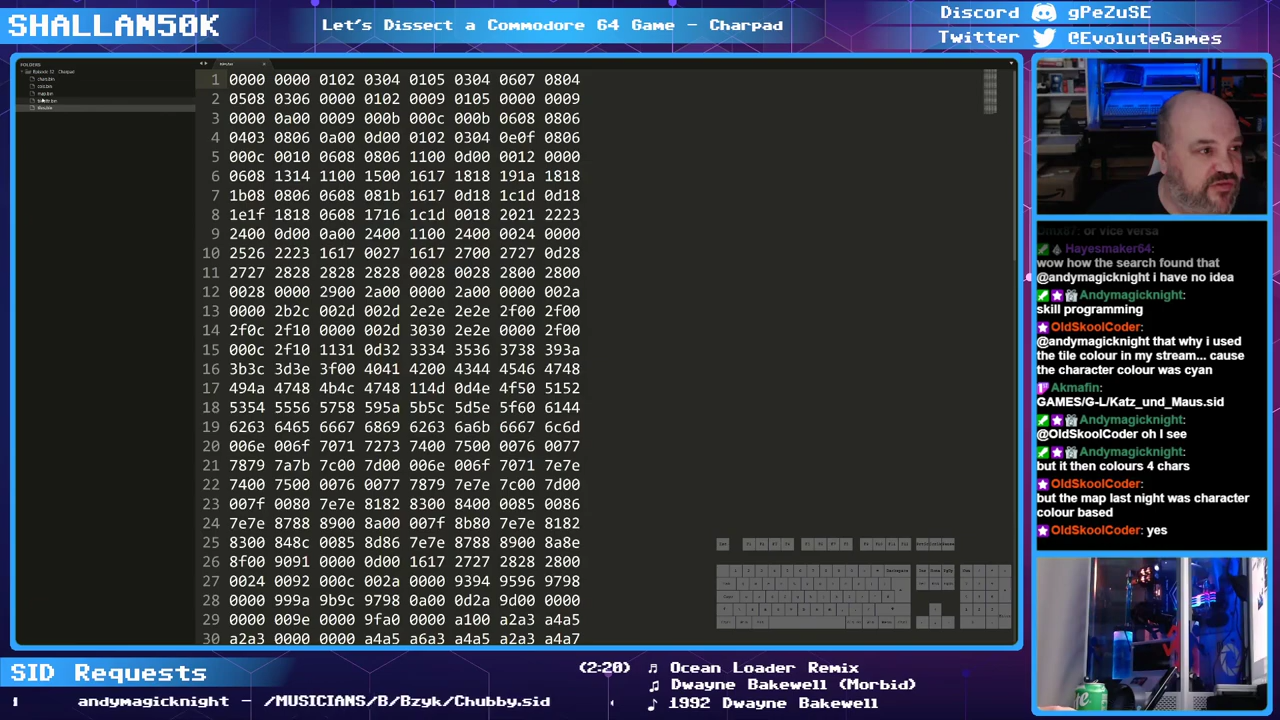 SHALLAN50K
Let's Dissect a Commodore 64 Game - Charpad
Discord gPeZuSE
Twitter @EvoluteGames
FOLDERS
1 0000 0000 0102 0304 0105 0304 0607 0804
2 0508 0306 0000 0102 0009 0105 0000 0009
3 0000 0a00 0009 000b 000c 000b 0608 0806
4 0403 0806 0a00 0d00 0102 0304 0e0f 0806
5 000c 0010 0608 0806 1100 0d00 0012 0000
6 0608 1314 1100 1500 1617 1818 191a 1818
7 1b08 0806 0608 081b 1617 0d18 1c1d 0d18
8 1e1f 1818 0608 1716 1c1d 0018 2021 2223
9 2400 0d00 0a00 2400 1100 2400 0024 0000
10 2526 2223 1617 0007 1617 2700 2727 0d28
11 2727 2828 2828 2828 0028 0028 2800 2800
12 0028 0000 2900 2a00 0000 2a00 0000 002a
13 0000 2b2c 002d 002d 2e2e 2e2e 2f00 2f00
14 2f0c 2f10 0000 002d 3030 2e2e 0000 2f00
15 000c 2f10 1131 0d32 3334 3536 3738 393a
16 3b3c 3d3e 3f00 4041 4200 4344 4546 4748
17 494a 4748 4b4c 4748 114d 0d4e 4f50 5152
18 5354 5556 5758 595a 5b5c 5d5e 5f60 6144
19 6263 6465 6667 6869 6263 6a6b 6667 6c6d
20 006e 006f 7071 7273 7400 7500 0076 0077
21 7879 7a7b 7c00 7d00 006e 006f 7071 7e7e
22 7400 7500 0076 0077 7879 7e7e 7c00 7d00
23 007f 0080 7e7e 8182 8300 8400 0085 0086
24 7e7e 8788 8900 8a00 007f 8b80 7e7e 8182
25 8300 848c 0085 8d86 7e7e 8788 8900 8a8e
26 8f00 9091 0000 0d00 1617 2727 2828 2800
27 0024 0092 000c 002a 0000 9394 9596 9798
28 0000 999a 9b9c 9798 0a00 0d2a 9d00 0000
29 0000 009e 0000 9fa0 0000 a100 a2a3 a4a5
30 a2a3 0000 0000 a4a5 a6a3 a4a5 a2a3 a4a7
Dmx87: or vice versa
Hayesmaker64:
wow how the search found that
@andymagicknight i have no idea
Andymagicknight:
skill programming
OldSkoolCoder:
@andymagicknight that why i used
the tile colour in my stream... cause
the character colour was cyan
Akmafin:
GAMES/G-L/Katz_und_Maus.sid
Andymagicknight:
@OldSkoolCoder oh I see
Andymagicknight:
but it then colours 4 chars
OldSkoolCoder:
but the map last night was character
colour based
OldSkoolCoder:
yes
SID Requests
andymagicknight - /MUSICIANS/B/Bzyk/Chubby.sid
(2:20) Ocean Loader Remix
Dwayne Bakewell (Morbid)
1992 Dwayne Bakewell